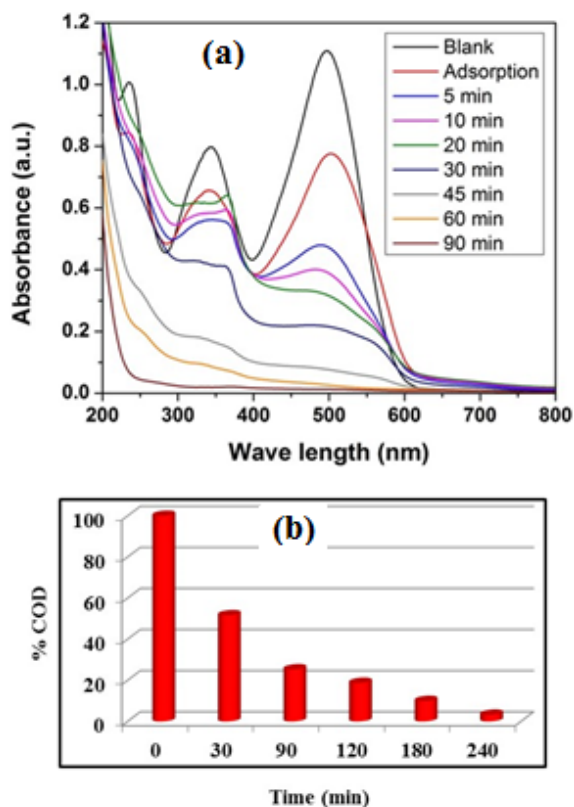 (a)
Blank
Adsorption
5 min
10 min
20 min
30 min
45 min
60 min
90 min
1.2
1.0
0.8
0.6
0.4
0.2
0.0
Absorbance (a.u.)
200 300 400 500 600 700 800
Wave length (nm)
(b)
100
80
60
40
20
0
% COD
0 30 90 120 180 240
Time (min)